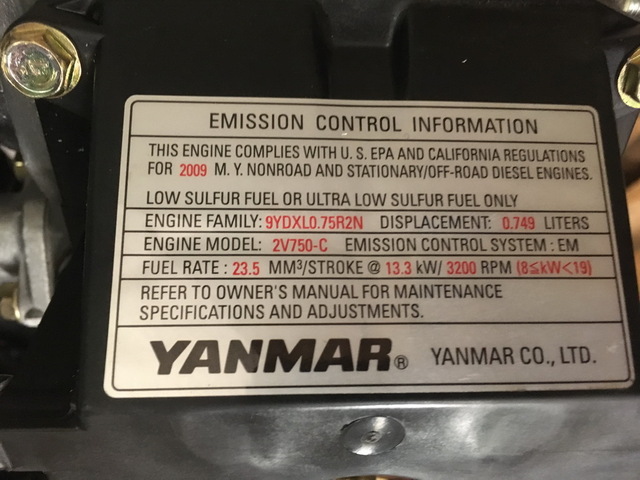 EMISSION CONTROL INFORMATION
THIS ENGINE COMPLIES WITH U.S. EPA AND CALIFORNIA REGULATIONS
FOR 2009 M.Y. NONROAD AND STATIONARY/OFF-ROAD DIESEL ENGINES.
LOW SULFUR FUEL OR ULTRA LOW SULFUR FUEL ONLY
ENGINE FAMILY: 9YDXL0.75R2N DISPLACEMENT: 0.749 LITERS
ENGINE MODEL: 2V750-C EMISSION CONTROL SYSTEM : EM
FUEL RATE : 23.5 MM³/STROKE @ 13.3 kW/ 3200 RPM (8≦kW<19)
REFER TO OWNER'S MANUAL FOR MAINTENANCE
SPECIFICATIONS AND ADJUSTMENTS.
YANMAR® YANMAR CO., LTD.